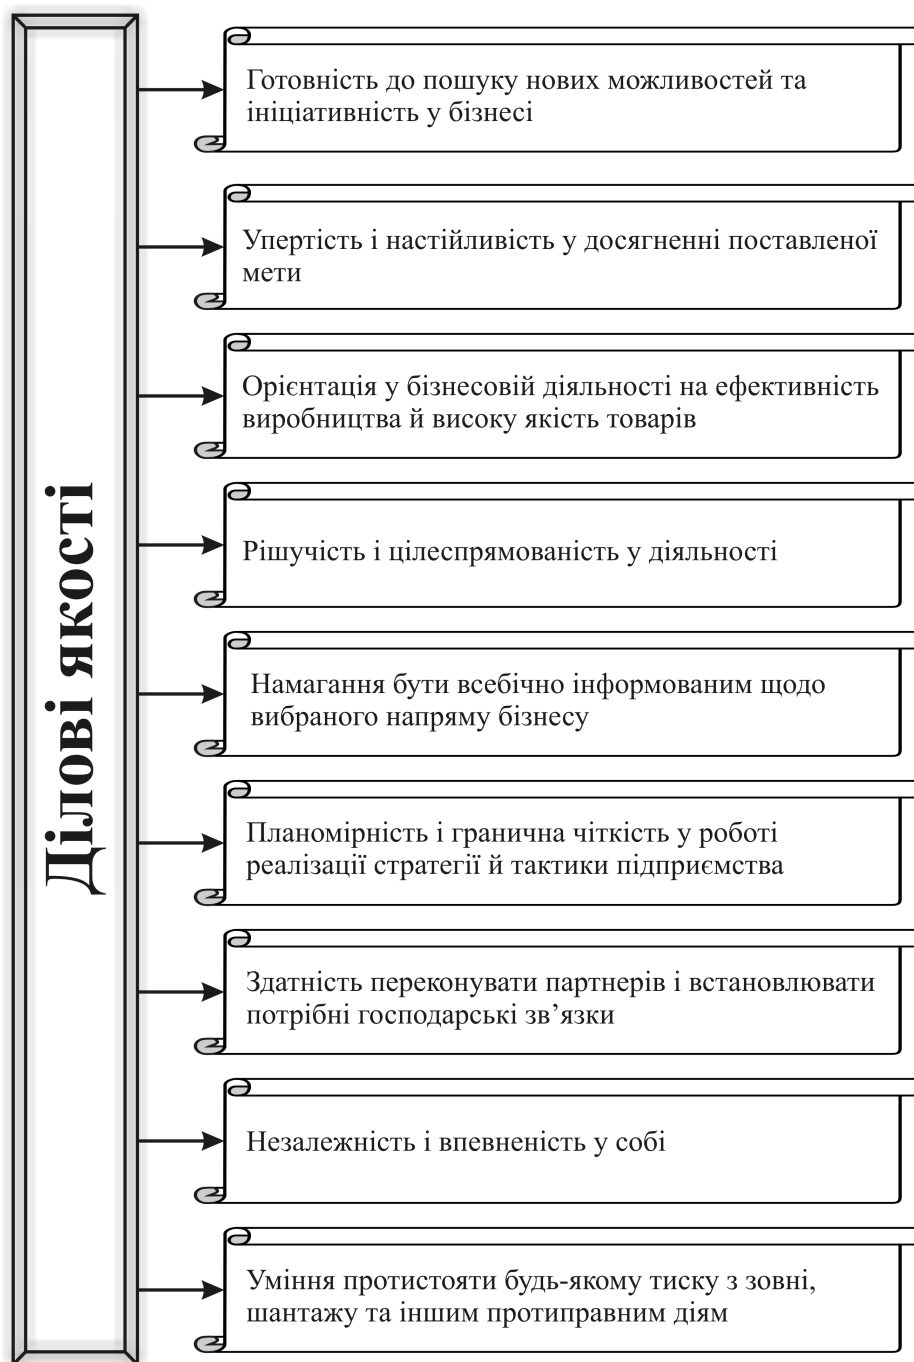 Ділові якості
Готовність до пошуку нових можливостей та
ініціативність у бізнесі
Упертість і настійливість у досягненні поставленої
мети
Орієнтація у бізнесовій діяльності на ефективність
виробництва й високу якість товарів
Рішучість і цілеспрямованість у діяльності
Намагання бути всебічно інформованим щодо
вибраного напряму бізнесу
Планомірність і гранична чіткість у роботі
реалізації стратегії й тактики підприємства
Здатність переконувати партнерів і встановлювати
потрібні господарські зв’язки
Незалежність і впевненість у собі
Уміння протистояти будь-якому тиску з зовні,
шантажу та іншим протиправним діям